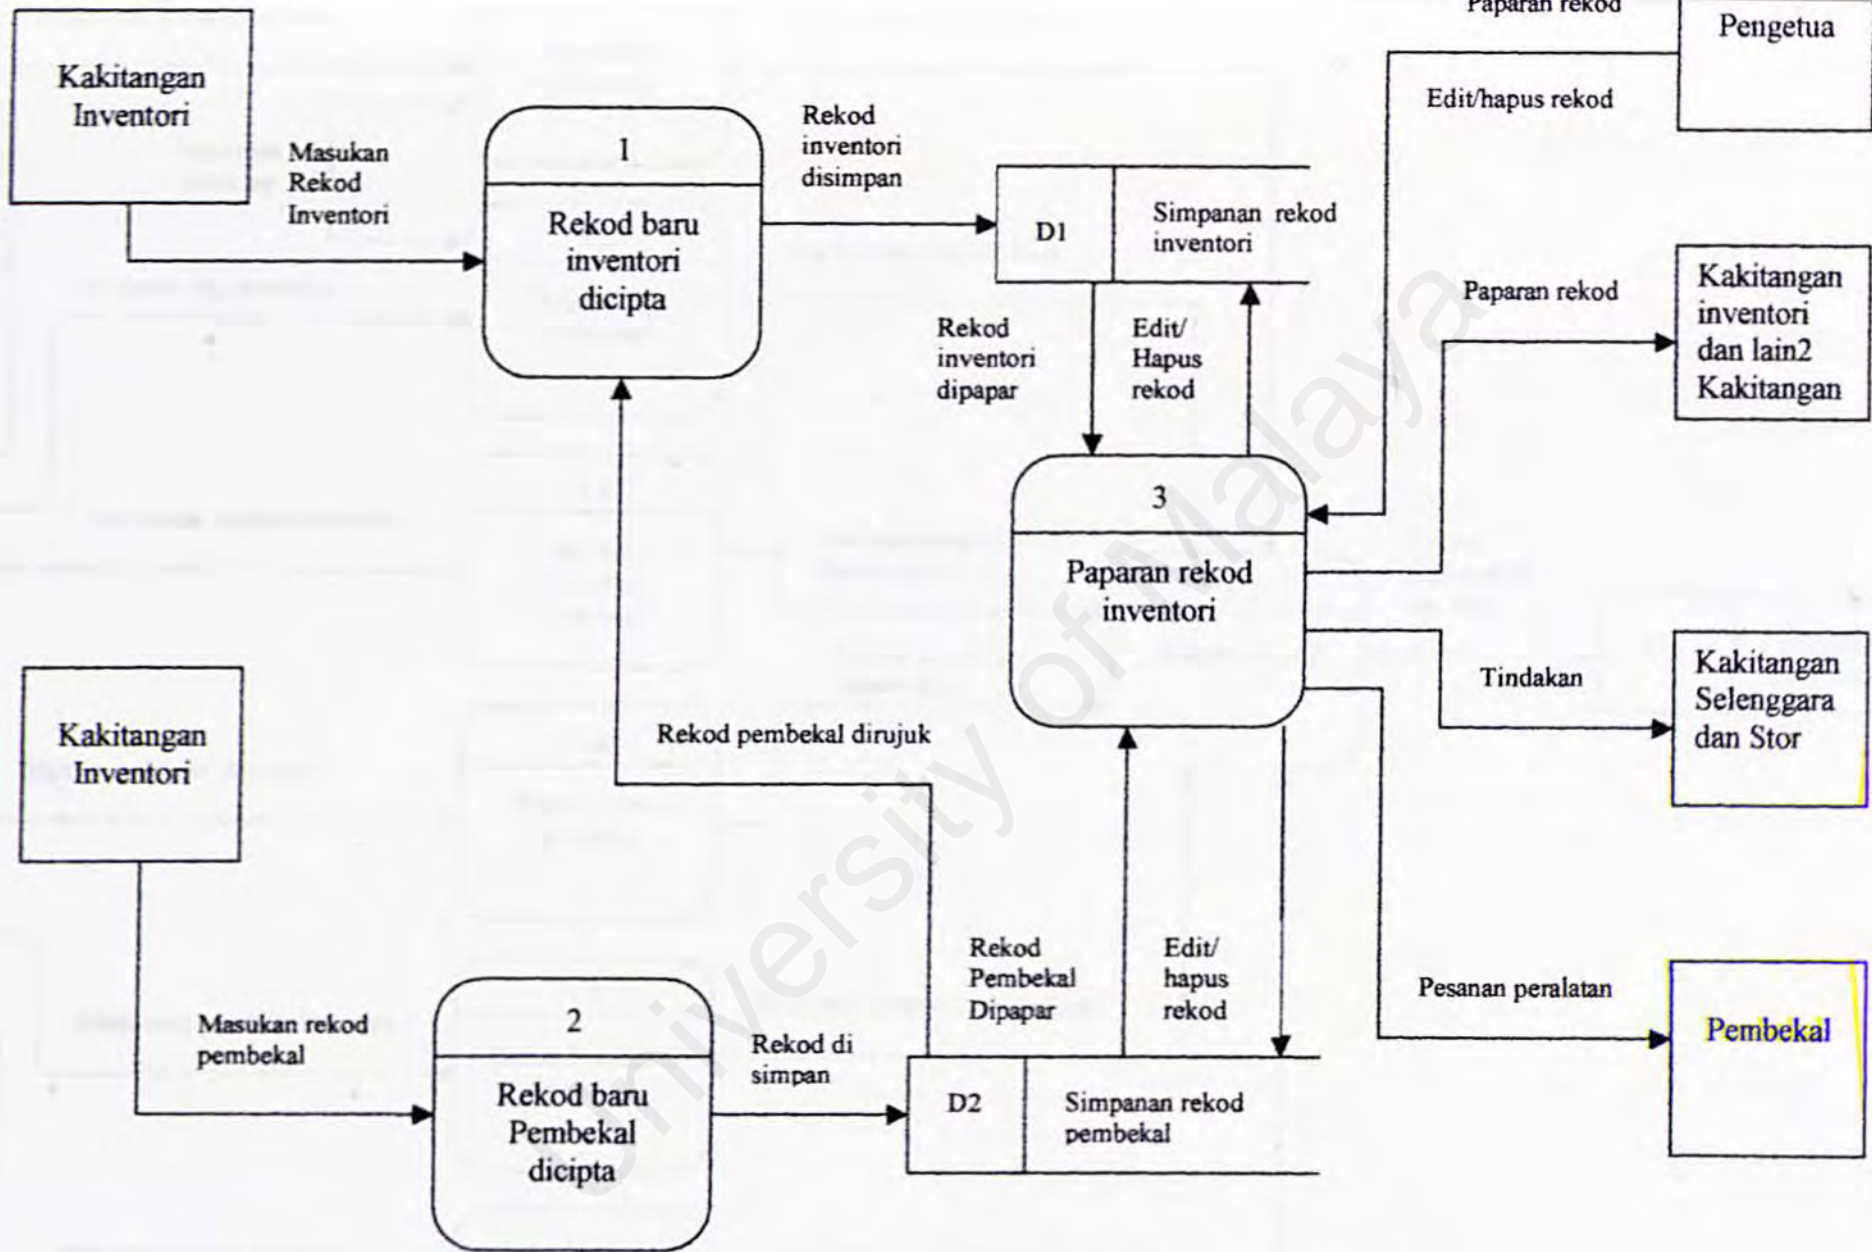 Paparan rekod
Pengetua
Edit/hapus rekod
Kakitangan
Inventori
Masukan
Rekod
Inventori
1
Rekod baru
inventori
dicipta
Rekod
inventori
disimpan
D1
Simpanan rekod
inventori
Rekod
inventori
dipapar
Edit/
Hapus
rekod
Paparan rekod
Kakitangan
inventori
dan lain2
Kakitangan
3
Paparan rekod
inventori
Tindakan
Kakitangan
Selenggara
dan Stor
Kakitangan
Inventori
Rekod pembekal dirujuk
Masukan rekod
pembekal
2
Rekod baru
Pembekal
dicipta
Rekod di
simpan
Rekod
Pembekal
Dipapar
Edit/
hapus
rekod
D2
Simpanan rekod
pembekal
Pesanan peralatan
Pembekal
University of Malaya